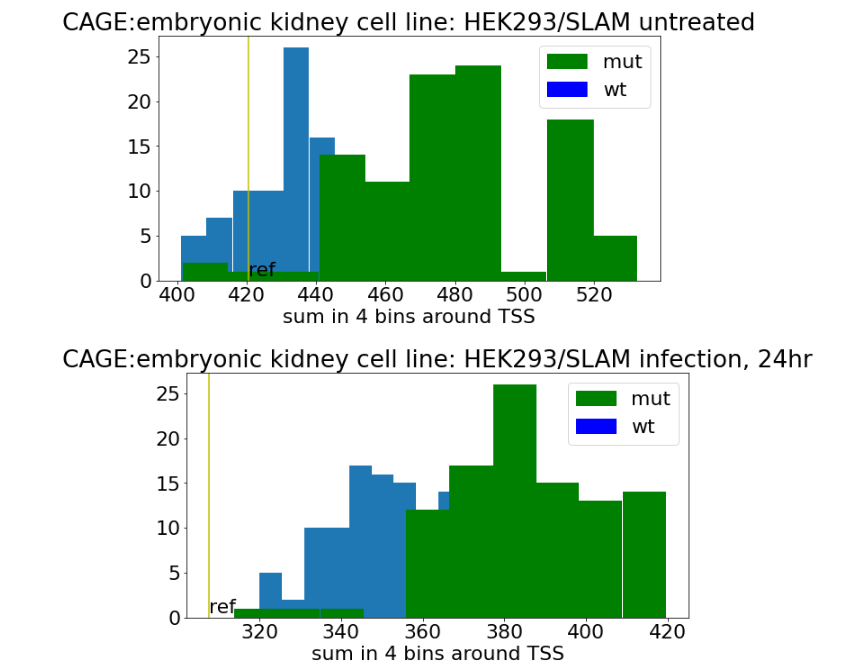 CAGE:embryonic kidney cell line: HEK293/SLAM untreated
25
20
15
10
5
0
mut
wt
ref
400 420 440 460 480 500 520
sum in 4 bins around TSS
CAGE:embryonic kidney cell line: HEK293/SLAM infection, 24hr
25
20
15
10
5
0
mut
wt
ref
320 340 360 380 400 420
sum in 4 bins around TSS